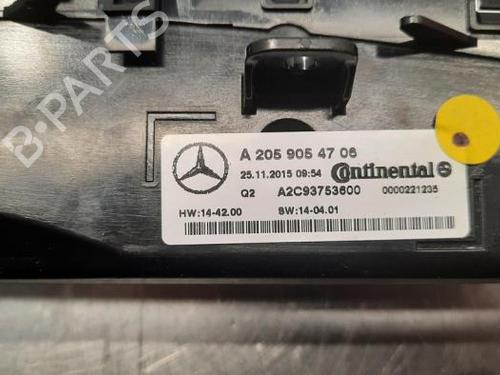 B-PARTS
A 205 905 47 06
25.11.2015 09:54 Continental
Q2 A2C93753600 0000221235
HW:14-42.00 SW:14-04.01